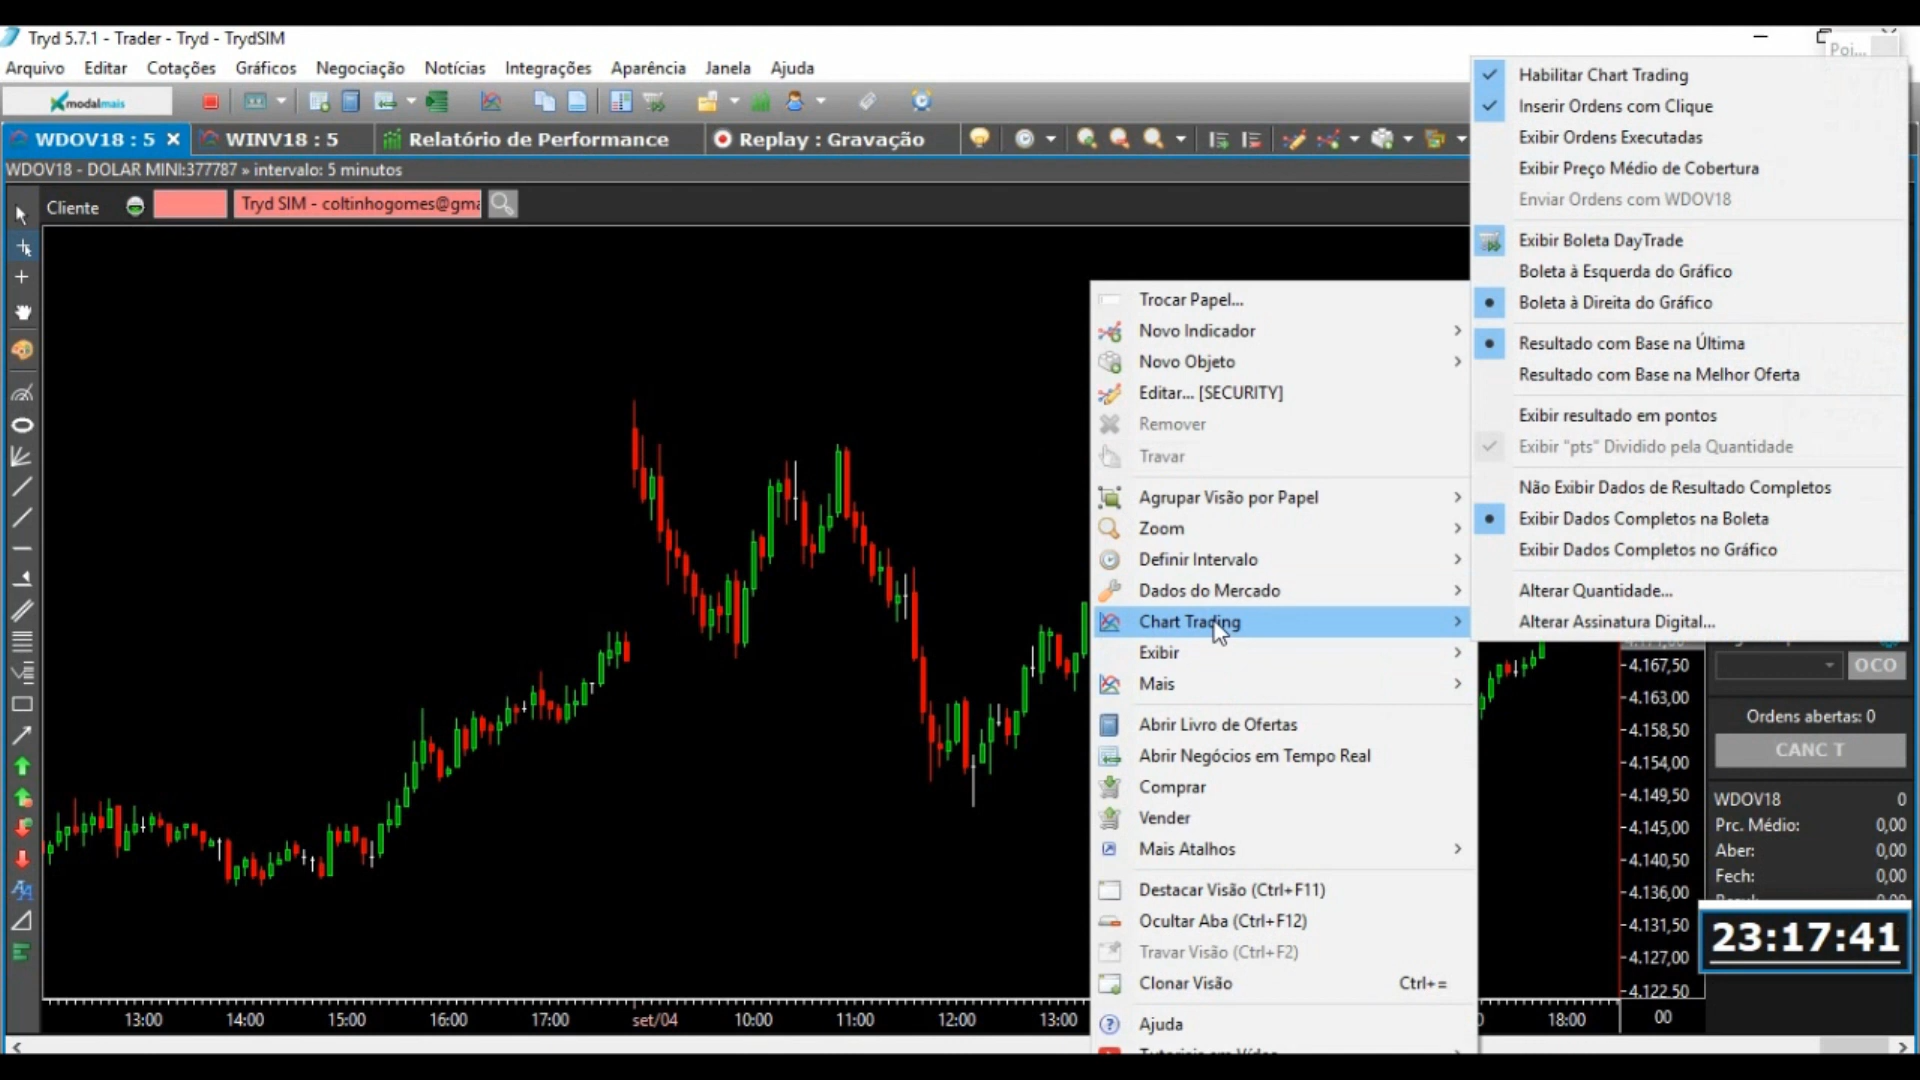 Tryd 5.7.1 - Trader - Tryd - TrydSIM
Poi...
Arquivo Editar Cotações Gráficos Negociação Notícias Integrações Aparência Janela Ajuda
modalmais
WDOV18 : 5 WINV18 : 5 Relatório de Performance Replay : Gravação
WDOV18 - DOLAR MINI:377787 » intervalo: 5 minutos
Cliente Tryd SIM - coltinhogomes@gma
Habilitar Chart Trading
Inserir Ordens com Clique
Exibir Ordens Executadas
Exibir Preço Médio de Cobertura
Enviar Ordens com WDOV18
Exibir Boleta DayTrade
Boleta à Esquerda do Gráfico
Boleta à Direita do Gráfico
Resultado com Base na Última
Resultado com Base na Melhor Oferta
Exibir resultado em pontos
Exibir "pts" Dividido pela Quantidade
Não Exibir Dados de Resultado Completos
Exibir Dados Completos na Boleta
Exibir Dados Completos no Gráfico
Alterar Quantidade...
Alterar Assinatura Digital...
Trocar Papel...
Novo Indicador
Novo Objeto
Editar... [SECURITY]
Remover
Travar
Agrupar Visão por Papel
Zoom
Definir Intervalo
Dados do Mercado
Chart Trading
Exibir
Mais
Abrir Livro de Ofertas
Abrir Negócios em Tempo Real
Comprar
Vender
Mais Atalhos
Destacar Visão (Ctrl+F11)
Ocultar Aba (Ctrl+F12)
Travar Visão (Ctrl+F2)
Clonar Visão Ctrl+=
Ajuda
4.167,50
4.163,00
4.158,50
4.154,00
4.149,50
4.145,00
4.140,50
4.136,00
4.131,50
4.127,00
4.122,50
00
OCO
Ordens abertas: 0
CANC T
WDOV18 0
Prc. Médio: 0,00
Aber: 0,00
Fech: 0,00
23:17:41
13:00 14:00 15:00 16:00 17:00 set/04 10:00 11:00 12:00 13:00 18:00